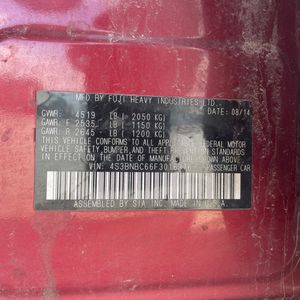 MFD. BY FUJI HEAVY INDUSTRIES LTD.
DATE: 08/14
GVWR: 4519 LB ( 2050 KG)
GAWR: F 2535 LB ( 1150 KG)
GAWR: R 2645 LB ( 1200 KG)
THIS VEHICLE CONFORMS TO ALL APPLICABLE FEDERAL MOTOR
VEHICLE SAFETY, BUMPER AND THEFT PREVENTION STANDARDS
IN EFFECT ON THE DATE OF MANUFACTURE SHOWN ABOVE.
VIN: PASSENGER CAR
ASSEMBLED BY SIA, INC. MADE IN U.S.A.